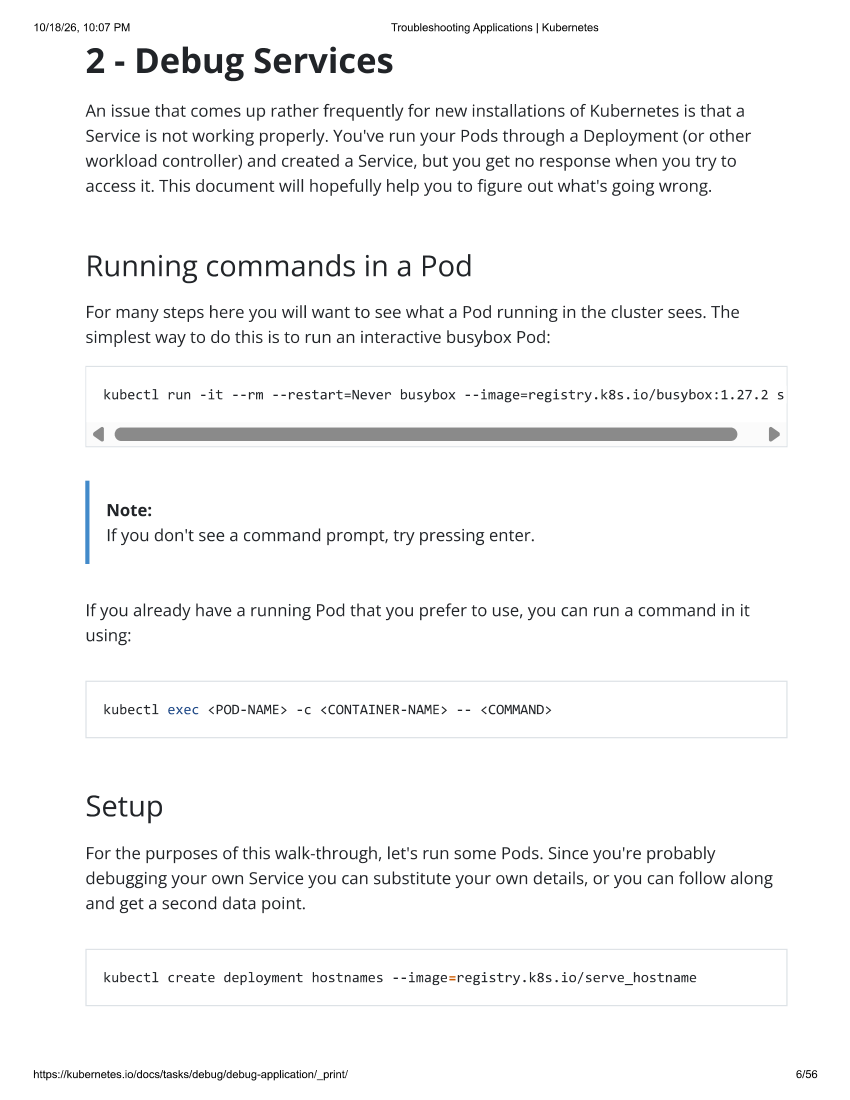 10/18/26, 10:07 PM
Troubleshooting Applications | Kubernetes
2 - Debug Services
An issue that comes up rather frequently for new installations of Kubernetes is that a
Service is not working properly. You've run your Pods through a Deployment (or other
workload controller) and created a Service, but you get no response when you try to
access it. This document will hopefully help you to figure out what's going wrong.
Running commands in a Pod
For many steps here you will want to see what a Pod running in the cluster sees. The
simplest way to do this is to run an interactive busybox Pod:
kubectl run -it --rm --restart=Never busybox --image=registry.k8s.io/busybox:1.27.2 s
Note:
If you don't see a command prompt, try pressing enter.
If you already have a running Pod that you prefer to use, you can run a command in it
using:
kubectl exec <POD-NAME> -c <CONTAINER-NAME> -- <COMMAND>
Setup
For the purposes of this walk-through, let's run some Pods. Since you're probably
debugging your own Service you can substitute your own details, or you can follow along
and get a second data point.
kubectl create deployment hostnames --image=registry.k8s.io/serve_hostname
https://kubernetes.io/docs/tasks/debug/debug-application/_print/
6/56